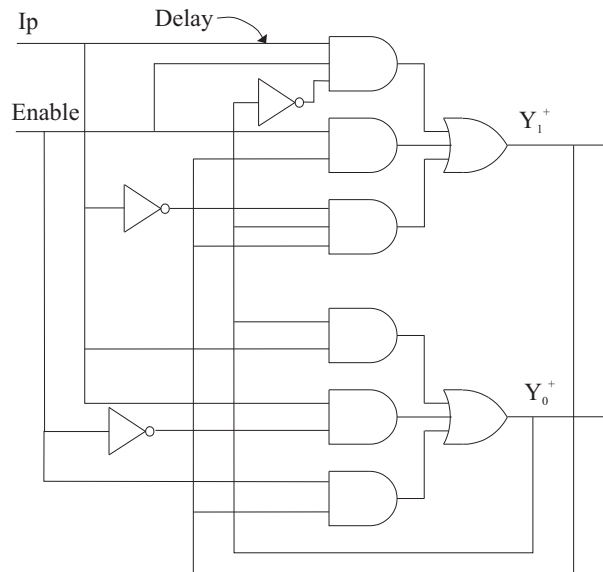 Ip
Delay
Enable
Y₁⁺
Y₀⁺